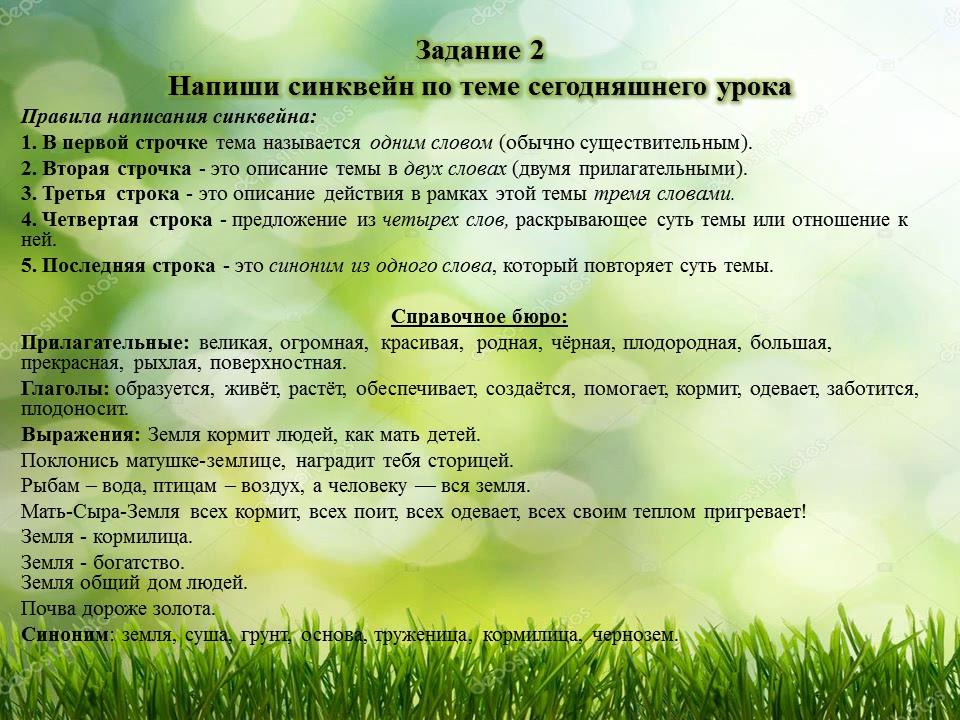 Задание 2
Напиши синквейн по теме сегодняшнего урока
Правила написания синквейна:
1. В первой строчке тема называется одним словом (обычно существительным).
2. Вторая строчка - это описание темы в двух словах (двумя прилагательными).
3. Третья строка - это описание действия в рамках этой темы тремя словами.
4. Четвертая строка - предложение из четырех слов, раскрывающее суть темы или отношение к
ней.
5. Последняя строка - это синоним из одного слова, который повторяет суть темы.
Справочное бюро:
Прилагательные: великая, огромная, красивая, родная, чёрная, плодородная, большая,
прекрасная, рыхлая, поверхностная.
Глаголы: образуется, живёт, растёт, обеспечивает, создаётся, помогает, кормит, одевает, заботится,
плодоносит.
Выражения: Земля кормит людей, как мать детей.
Поклонись матушке-землице, наградит тебя сторицей.
Рыбам – вода, птицам – воздух, а человеку — вся земля.
Мать-Сыра-Земля всех кормит, всех поит, всех одевает, всех своим теплом пригревает!
Земля - кормилица.
Земля - богатство.
Земля общий дом людей.
Почва дороже золота.
Синоним: земля, суша, грунт, основа, труженица, кормилица, чернозем.